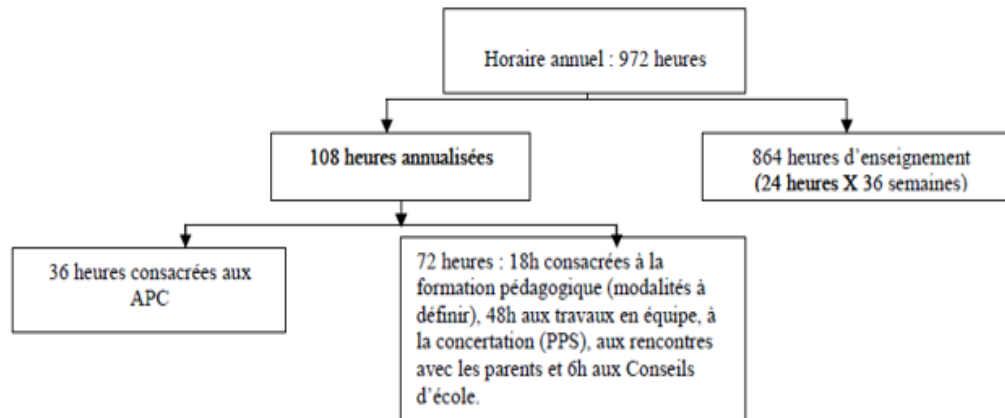 Horaire annuel : 972 heures
108 heures annualisées
864 heures d’enseignement
(24 heures X 36 semaines)
36 heures consacrées aux
APC
72 heures : 18h consacrées à la
formation pédagogique (modalités à
définir), 48h aux travaux en équipe, à
la concertation (PPS), aux rencontres
avec les parents et 6h aux Conseils
d’école.